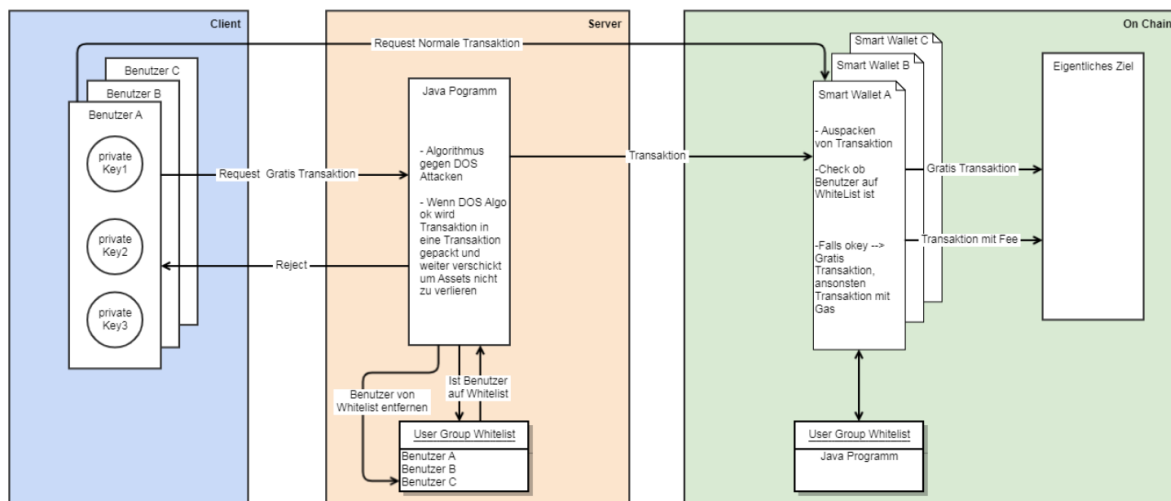 Client
Server
On Chain
Request Normale Transaktion
Smart Wallet C
Smart Wallet B
Smart Wallet A
Benutzer C
Benutzer B
Benutzer A
private
Key1
private
Key2
private
Key3
Request Gratis Transaktion
Reject
Java Pogramm
- Algorithmus
gegen DOS
Attacken
- Wenn DOS Algo
ok wird
Transaktion in
eine Transaktion
gepackt und
weiter verschickt
um Assets nicht
zu verlieren
Benutzer von
Whitelist entfernen
Ist Benutzer
auf Whitelist
User Group Whitelist
Benutzer A
Benutzer B
Benutzer C
Transaktion
- Auspacken
von Transaktion
-Check ob
Benutzer auf
WhiteList ist
-Falls okey -->
Gratis
Transaktion,
ansonsten
Transaktion mit
Gas
Gratis Transaktion
Transaktion mit Fee
Eigentliches Ziel
User Group Whitelist
Java Programm